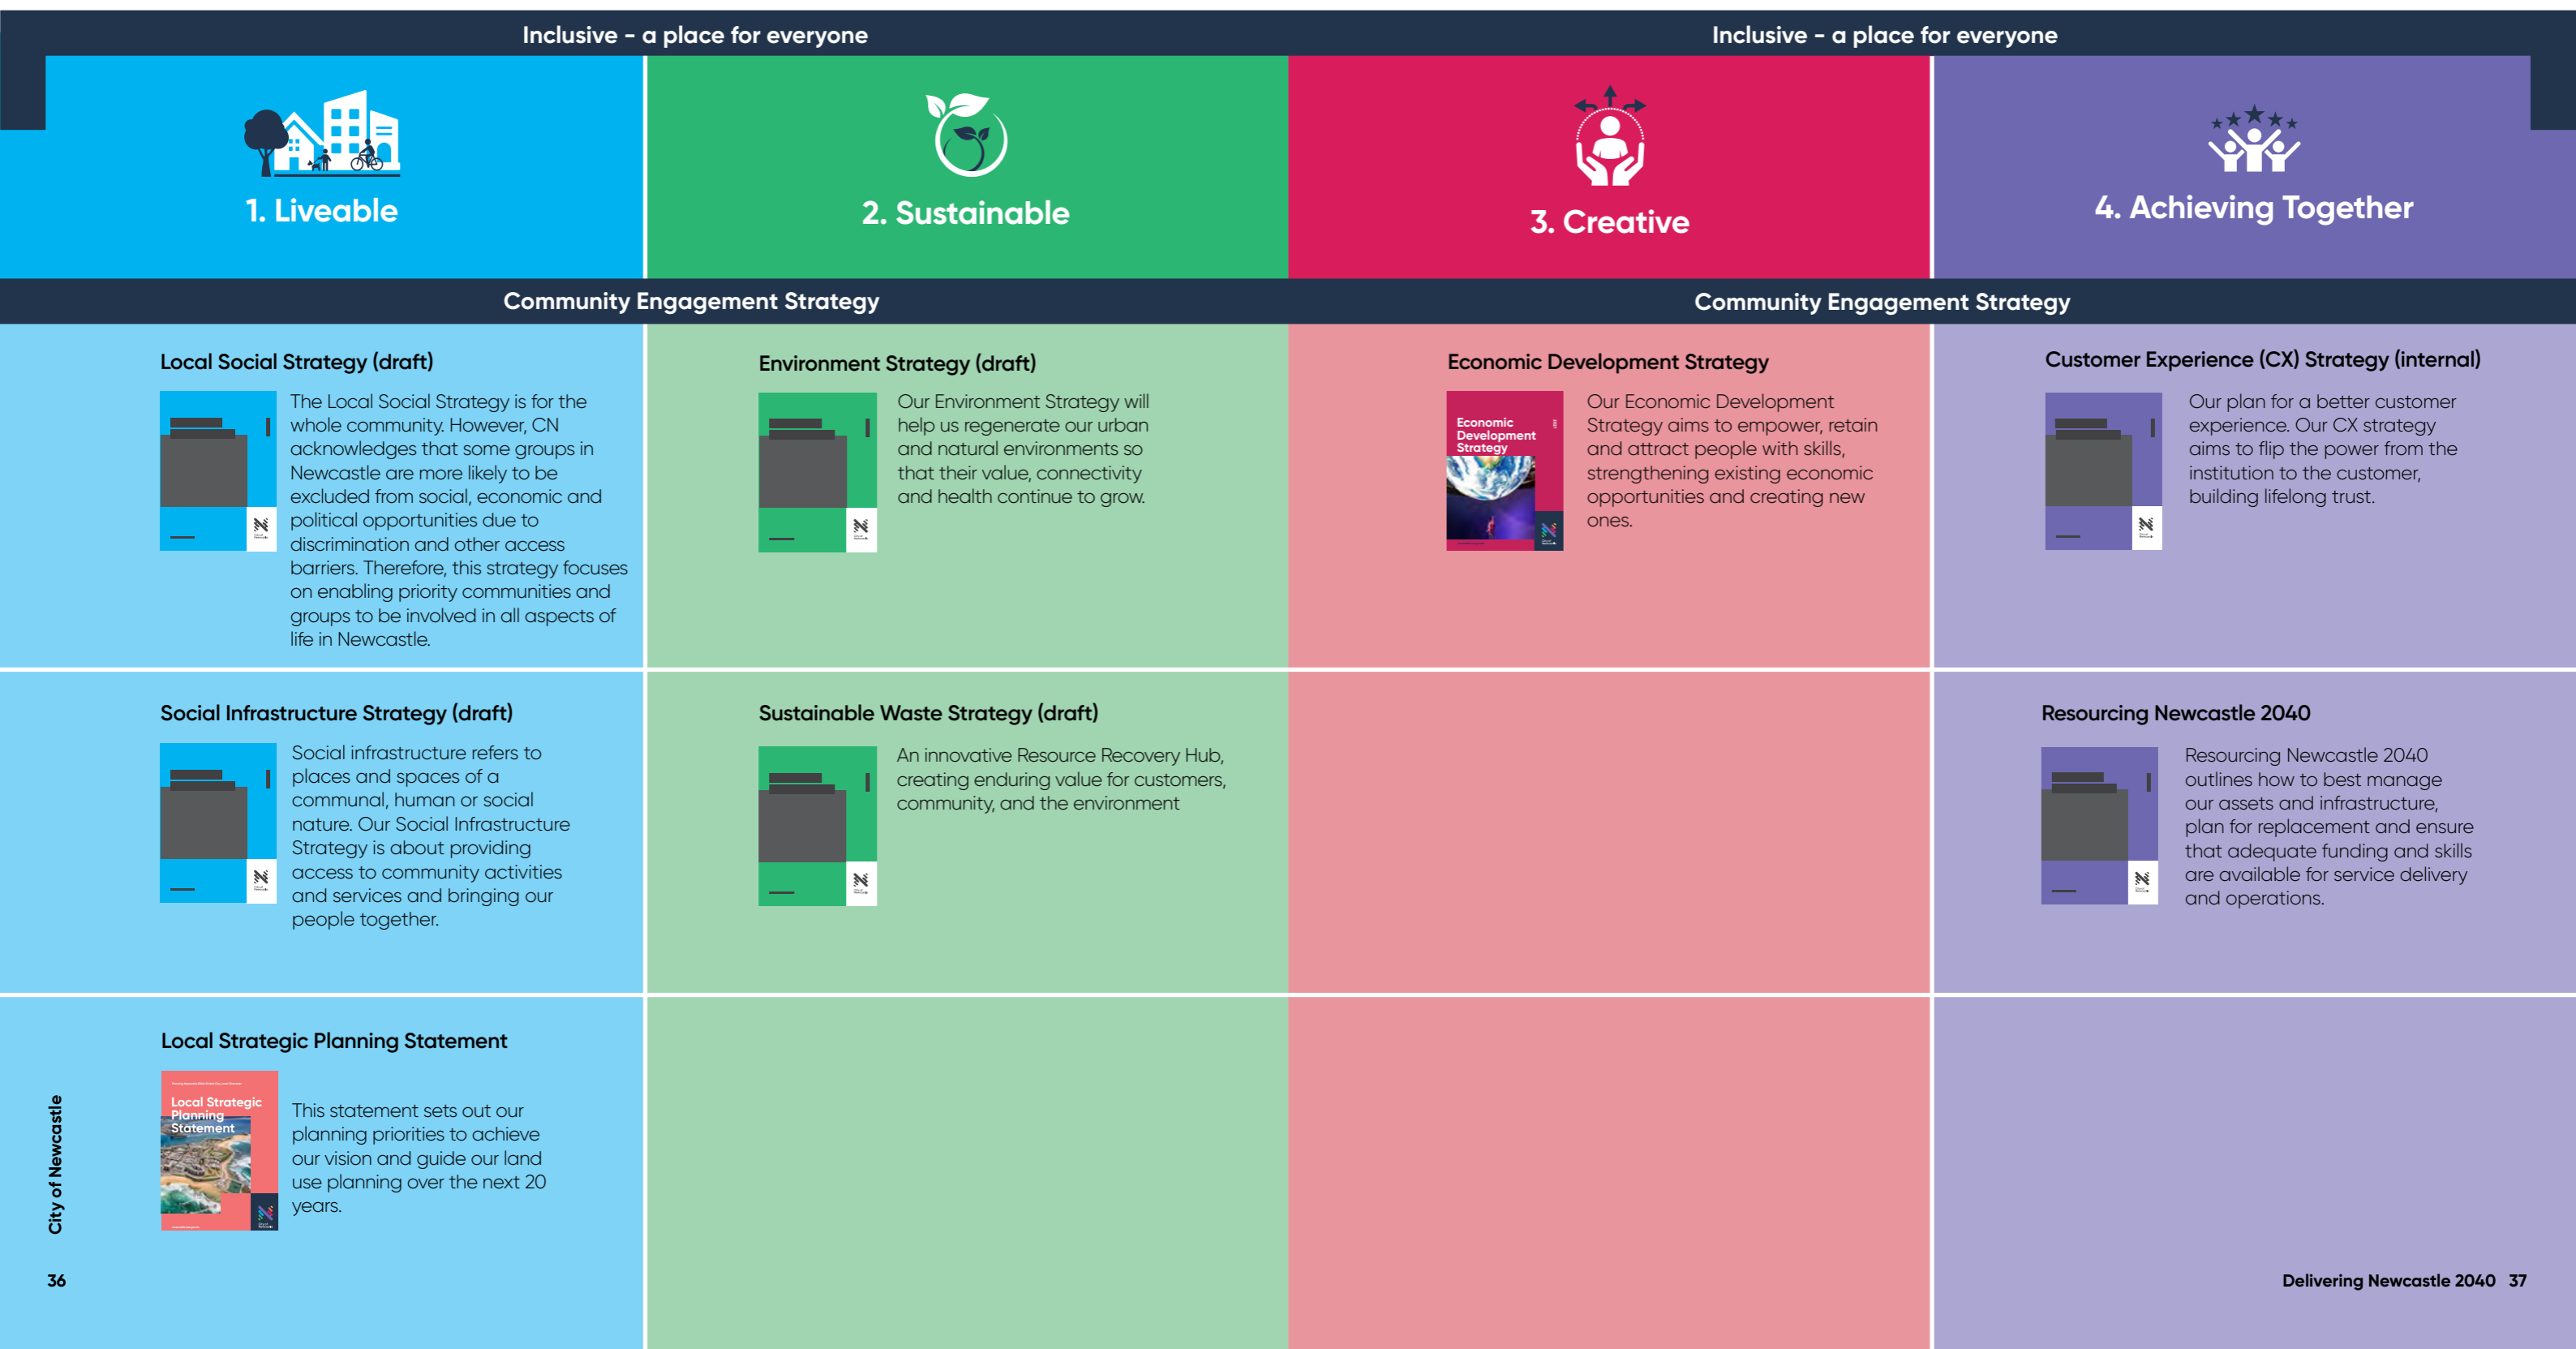 Inclusive - a place for everyone
Inclusive - a place for everyone
1. Liveable
2. Sustainable
3. Creative
4. Achieving Together
Community Engagement Strategy
Community Engagement Strategy
Local Social Strategy (draft)
The Local Social Strategy is for the
whole community. However, CN
acknowledges that some groups in
Newcastle are more likely to be
excluded from social, economic and
political opportunities due to
discrimination and other access
barriers. Therefore, this strategy focuses
on enabling priority communities and
groups to be involved in all aspects of
life in Newcastle.
Environment Strategy (draft)
Our Environment Strategy will
help us regenerate our urban
and natural environments so
that their value, connectivity
and health continue to grow.
Economic Development Strategy
Economic
Development
Strategy
Our Economic Development
Strategy aims to empower, retain
and attract people with skills,
strengthening existing economic
opportunities and creating new
ones.
Customer Experience (CX) Strategy (internal)
Our plan for a better customer
experience. Our CX strategy
aims to flip the power from the
institution to the customer,
building lifelong trust.
Social Infrastructure Strategy (draft)
Social infrastructure refers to
places and spaces of a
communal, human or social
nature. Our Social Infrastructure
Strategy is about providing
access to community activities
and services and bringing our
people together.
Sustainable Waste Strategy (draft)
An innovative Resource Recovery Hub,
creating enduring value for customers,
community, and the environment
Resourcing Newcastle 2040
Resourcing Newcastle 2040
outlines how to best manage
our assets and infrastructure,
plan for replacement and ensure
that adequate funding and skills
are available for service delivery
and operations.
Local Strategic Planning Statement
Local Strategic
Planning
Statement
This statement sets out our
planning priorities to achieve
our vision and guide our land
use planning over the next 20
years.
City of Newcastle
36
Delivering Newcastle 2040 37